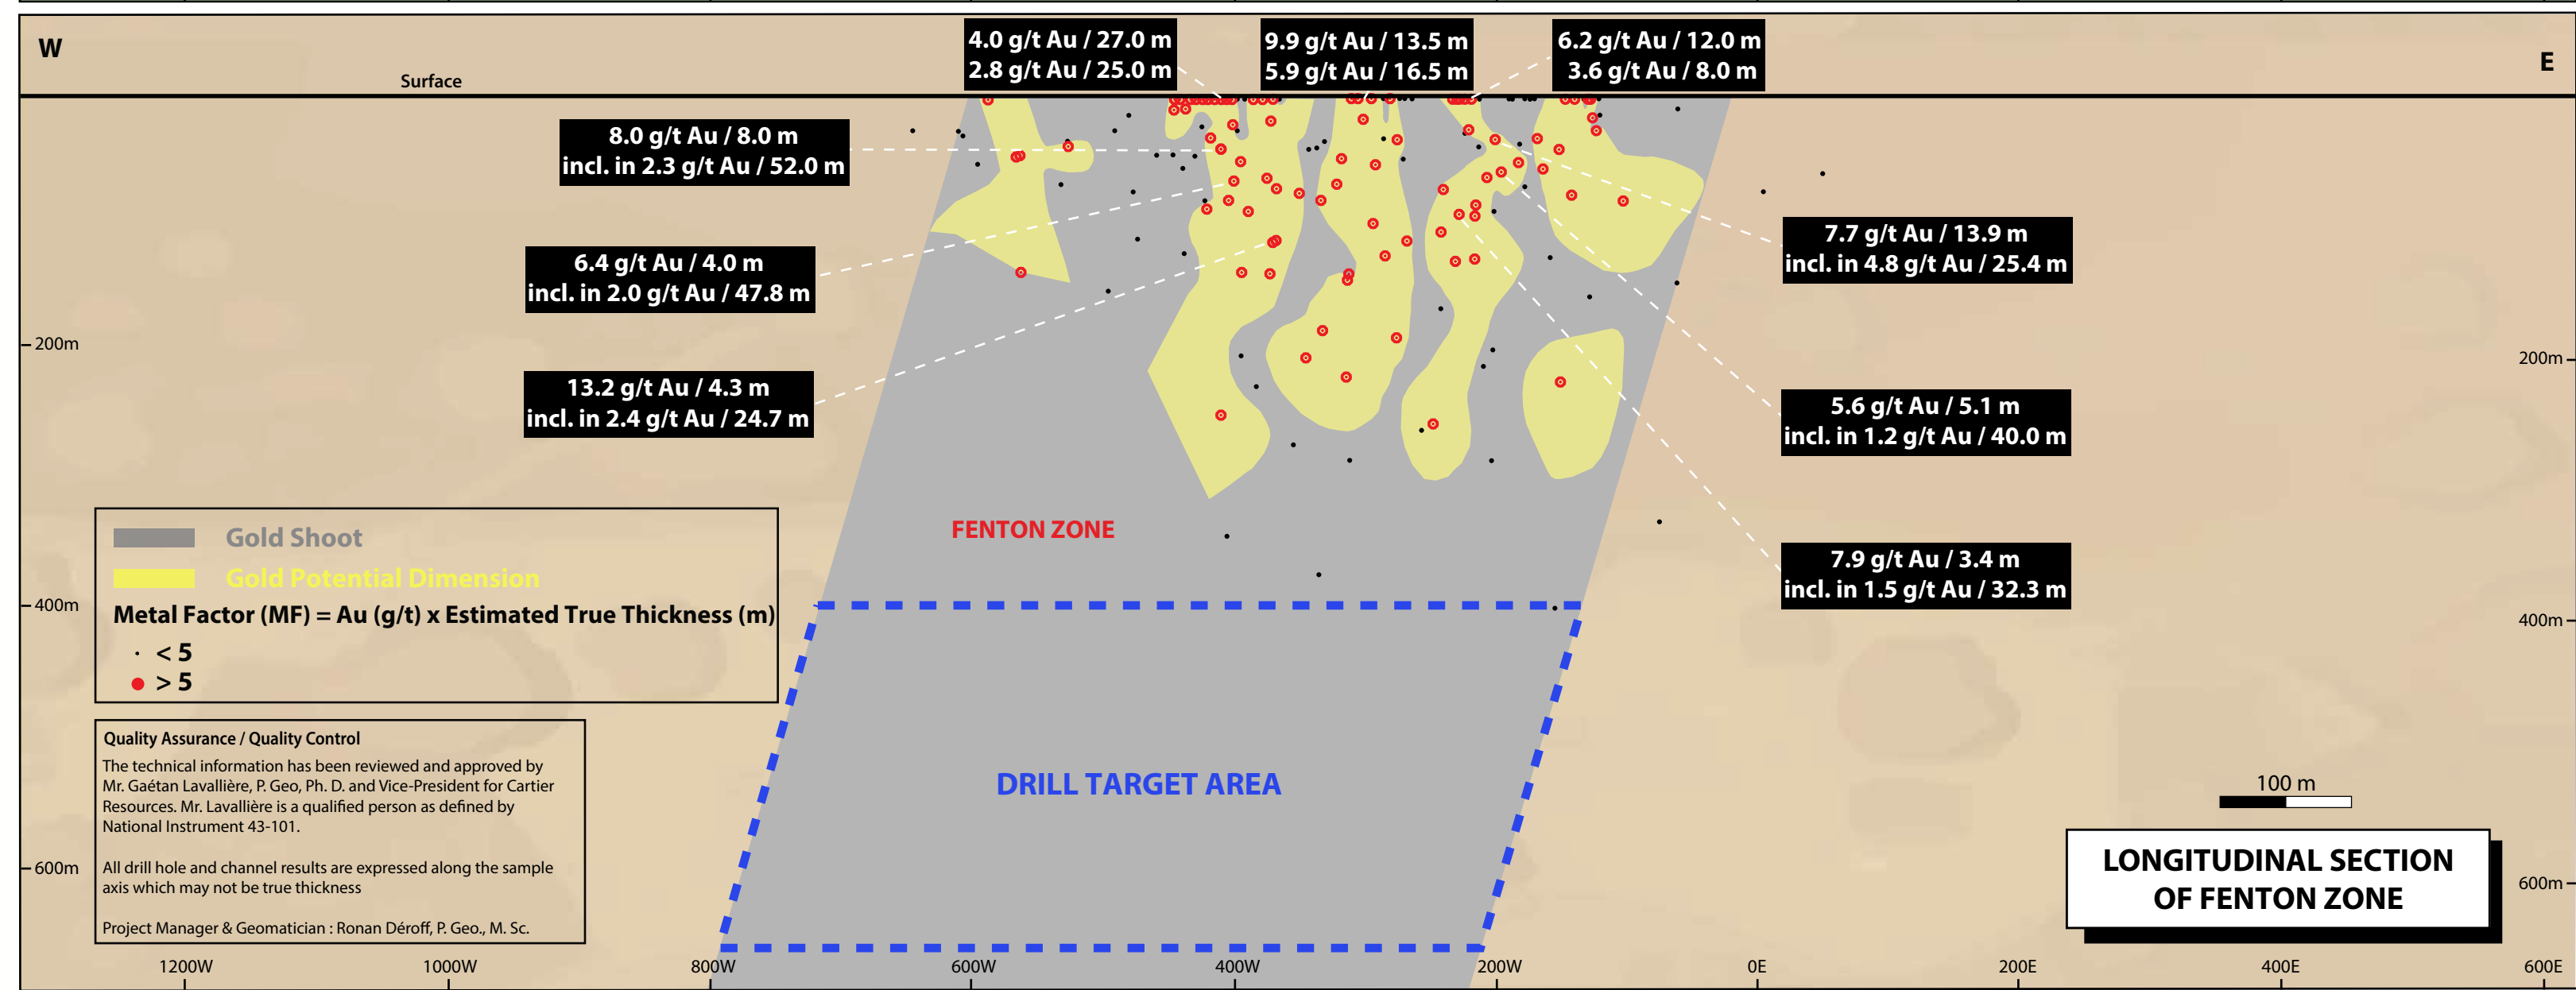 W
Surface
E
4.0 g/t Au / 27.0 m
2.8 g/t Au / 25.0 m
9.9 g/t Au / 13.5 m
5.9 g/t Au / 16.5 m
6.2 g/t Au / 12.0 m
3.6 g/t Au / 8.0 m
8.0 g/t Au / 8.0 m
incl. in 2.3 g/t Au / 52.0 m
6.4 g/t Au / 4.0 m
incl. in 2.0 g/t Au / 47.8 m
13.2 g/t Au / 4.3 m
incl. in 2.4 g/t Au / 24.7 m
7.7 g/t Au / 13.9 m
incl. in 4.8 g/t Au / 25.4 m
5.6 g/t Au / 5.1 m
incl. in 1.2 g/t Au / 40.0 m
7.9 g/t Au / 3.4 m
incl. in 1.5 g/t Au / 32.3 m
200m
400m
600m
200m
400m
600m
FENTON ZONE
DRILL TARGET AREA
Gold Shoot
Gold Potential Dimension
Metal Factor (MF) = Au (g/t) x Estimated True Thickness (m)
< 5
> 5
Quality Assurance / Quality Control
The technical information has been reviewed and approved by
Mr. Gaétan Lavallière, P. Geo, Ph. D. and Vice-President for Cartier
Resources. Mr. Lavallière is a qualified person as defined by
National Instrument 43-101.
All drill hole and channel results are expressed along the sample
axis which may not be true thickness
Project Manager & Geomatician : Ronan Déroff, P. Geo., M. Sc.
100 m
LONGITUDINAL SECTION
OF FENTON ZONE
1200W
1000W
800W
600W
400W
200W
0E
200E
400E
600E